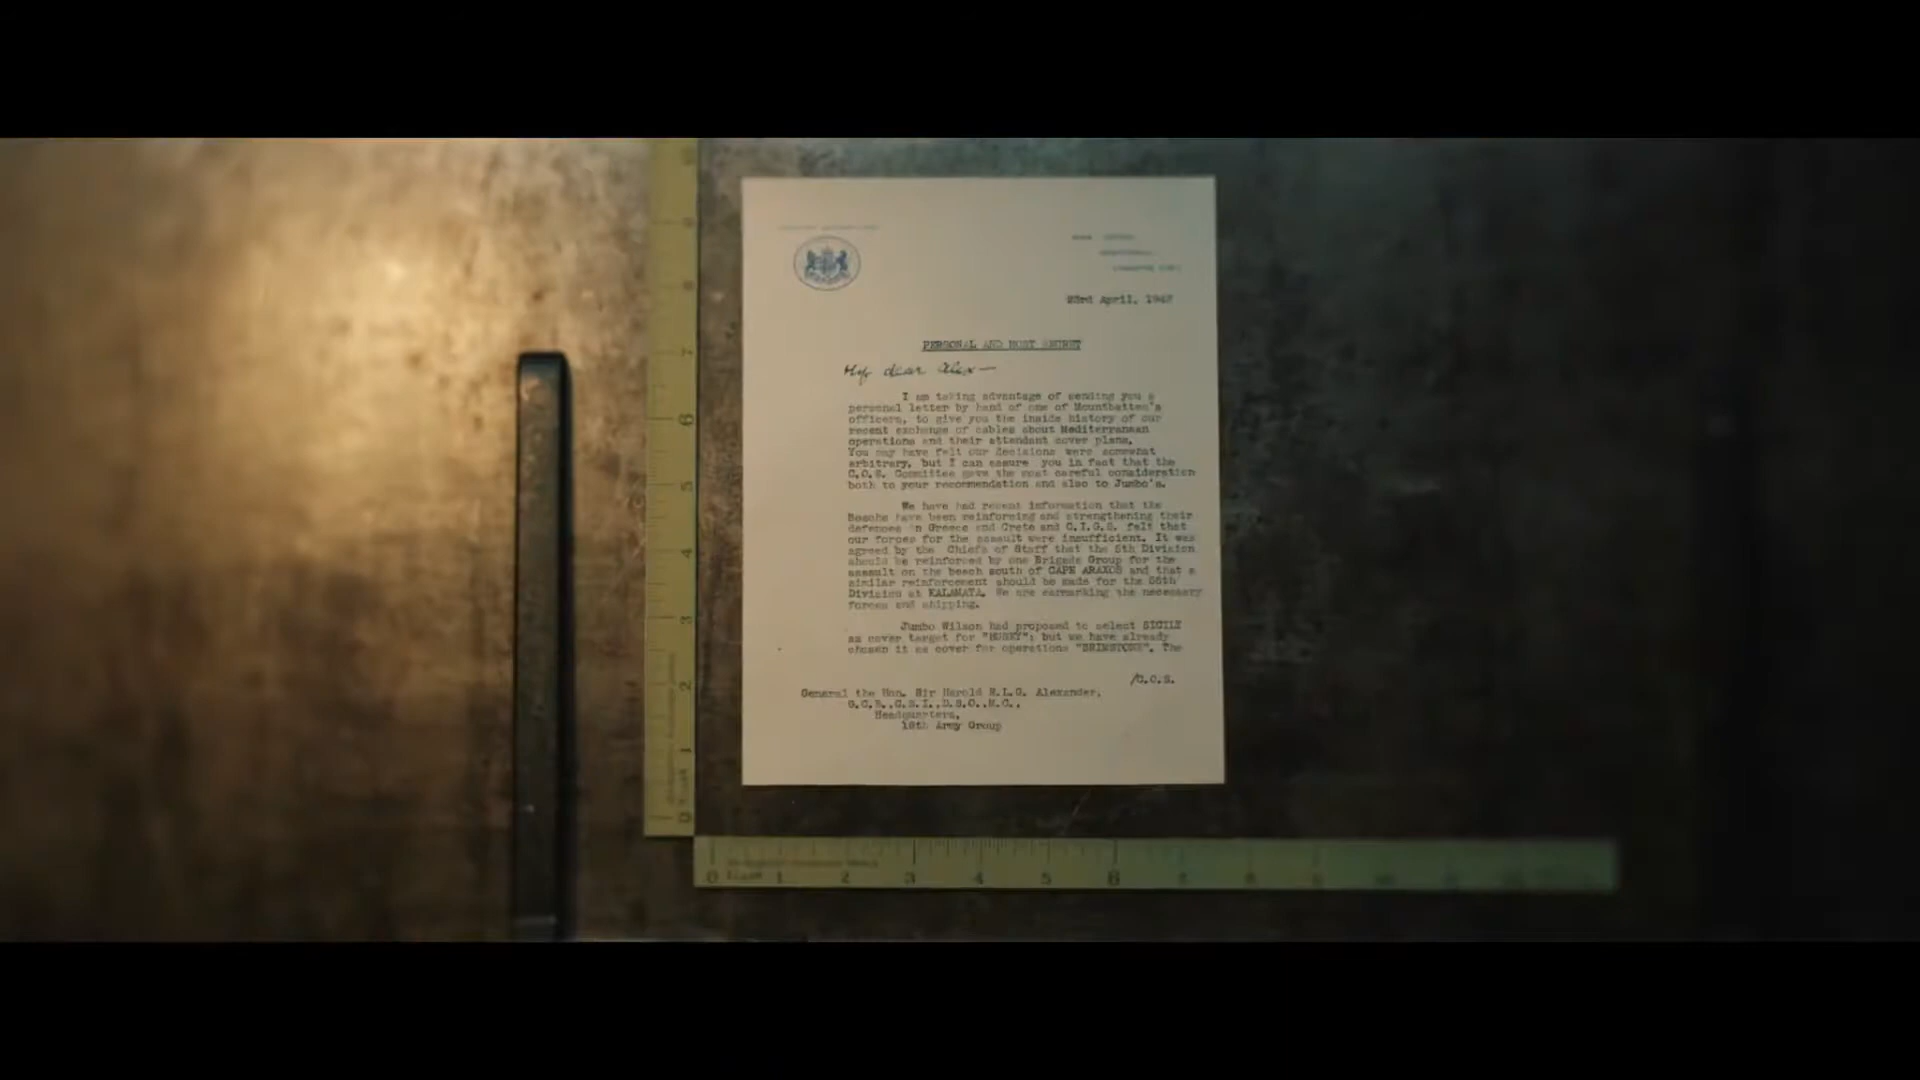 23rd April, 1943
PERSONAL AND MOST SECRET
My dear Alex—
I am taking advantage of sending you a
personal letter by hand of one of Mountbatten's
officers, to give you the inside history of our
recent exchange of cables about Mediterranean
operations and their attendant cover plans.
You may have felt our decisions were somewhat
arbitrary, but I can assure you in fact that the
C.O.S. Committee gave the most careful consideration
both to your recommendation and also to Jumbo's.
We have had recent information that the
Bosche have been reinforcing and strengthening their
defences in Greece and Crete and C.I.G.S. felt that
our forces for the assault were insufficient. It was
agreed by the Chiefs of Staff that the 5th Division
should be reinforced by one Brigade Group for the
assault on the beach south of CAPE ARAXOS and that a
similar reinforcement should be made for the 56th
Division at KALAMATA. We are earmarking the necessary
forces and shipping.
Jumbo Wilson had proposed to select SICILY
as cover target for "HUSKY"; but we have already
chosen it as cover for operations "BRIMSTONE". The
/C.O.S.
General the Hon. Sir Harold R.L.G. Alexander,
G.C.B.,C.S.I.,D.S.O.,M.C.,
Headquarters,
18th Army Group
0 1 2 3 4 5 6 7
0 1 2 3 4 5 6